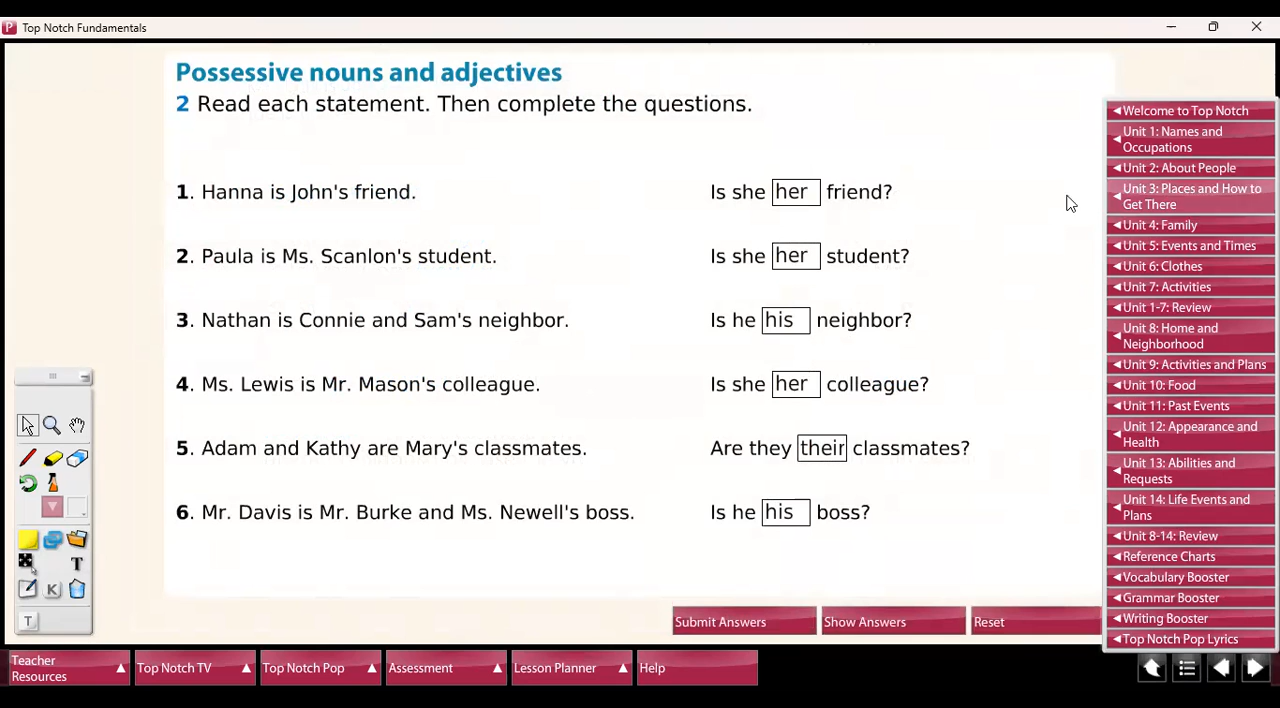 Top Notch Fundamentals
Possessive nouns and adjectives
2 Read each statement. Then complete the questions.
1. Hanna is John's friend. Is she her friend?
2. Paula is Ms. Scanlon's student. Is she her student?
3. Nathan is Connie and Sam's neighbor. Is he his neighbor?
4. Ms. Lewis is Mr. Mason's colleague. Is she her colleague?
5. Adam and Kathy are Mary's classmates. Are they their classmates?
6. Mr. Davis is Mr. Burke and Ms. Newell's boss. Is he his boss?
Submit Answers Show Answers Reset
Welcome to Top Notch
Unit 1: Names and
Occupations
Unit 2: About People
Unit 3: Places and How to
Get There
Unit 4: Family
Unit 5: Events and Times
Unit 6: Clothes
Unit 7: Activities
Unit 1-7: Review
Unit 8: Home and
Neighborhood
Unit 9: Activities and Plans
Unit 10: Food
Unit 11: Past Events
Unit 12: Appearance and
Health
Unit 13: Abilities and
Requests
Unit 14: Life Events and
Plans
Unit 8-14: Review
Reference Charts
Vocabulary Booster
Grammar Booster
Writing Booster
Top Notch Pop Lyrics
T
K
T
Teacher
Resources
Top Notch TV
Top Notch Pop
Assessment
Lesson Planner
Help